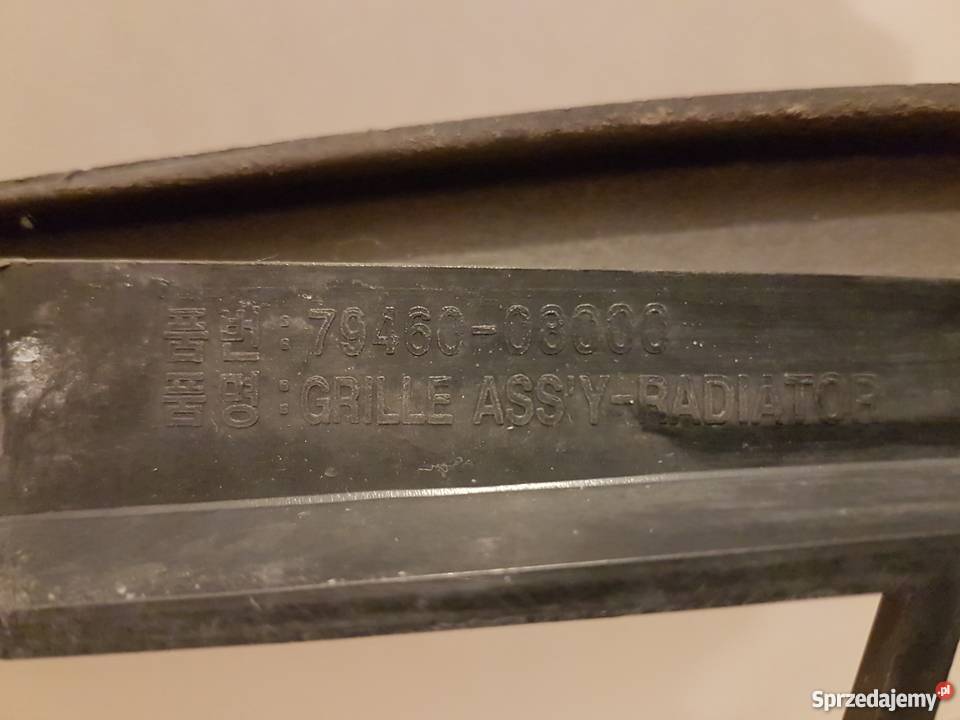 품번:79460-08000
품명:GRILLE ASS'Y-RADIATOR
Sprzedajemy.pl